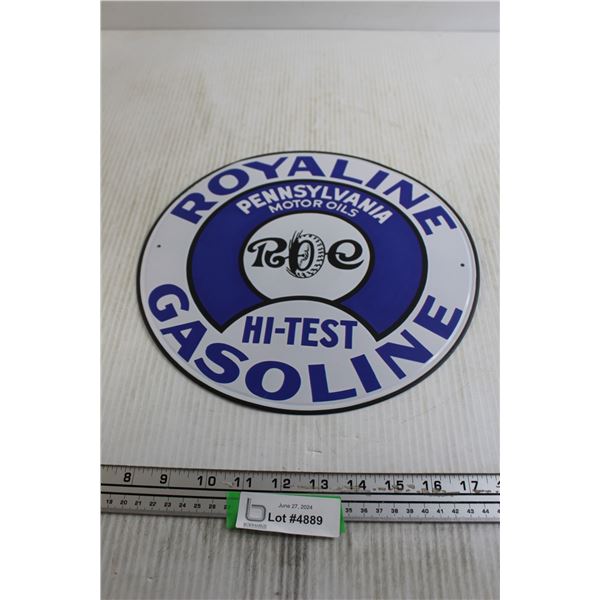 ROYALINE
PENNSYLVANIA
MOTOR OILS
HI-TEST
GASOLINE
8 9 10 11 12 13 14 15 16 17
June 27, 2024
Lot #4889